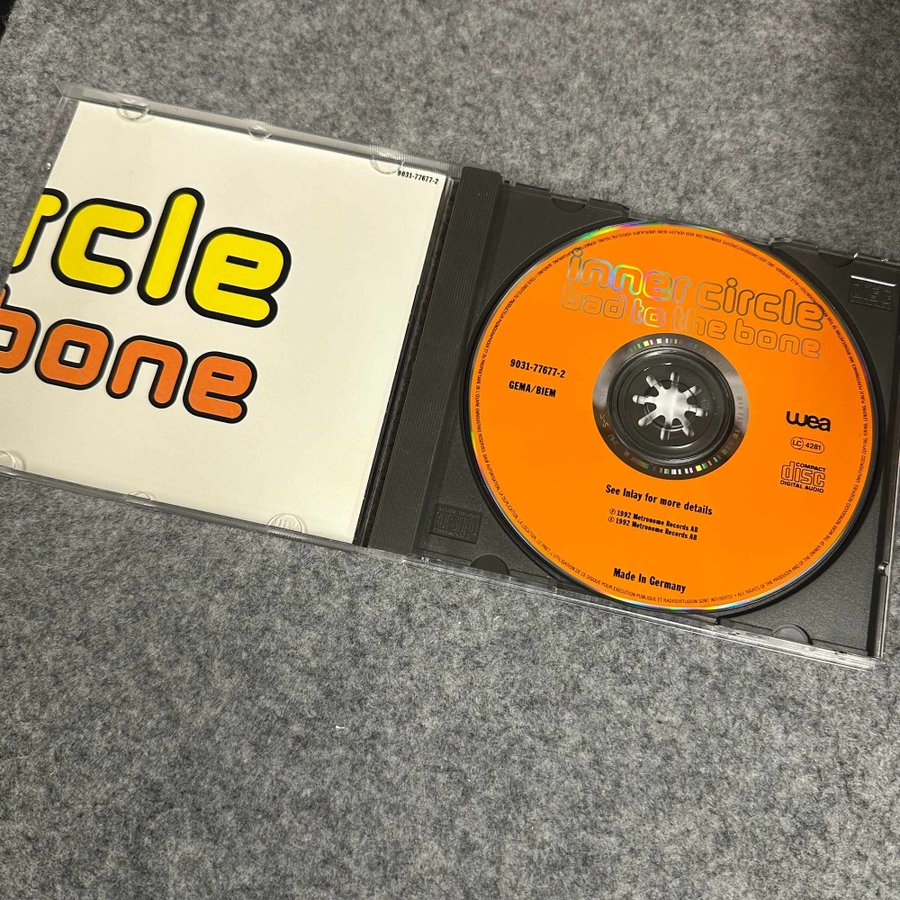 rcle
bone
9031-77677-2
inner circle
bad to the bone
9031-77677-2
GEMA/BIEM
wea
LC 4281
COMPACT
disc
DIGITAL AUDIO
See Inlay for more details
℗ 1992 Metronome Records AB
© 1992 Metronome Records AB
Made In Germany